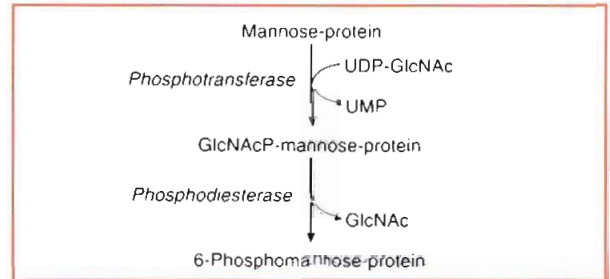 Mannose-protein
UDP-GlcNAc
Phosphotransferase
UMP
GlcNAcP-mannose-protein
Phosphodiesterase
GlcNAc
6-Phosphomannose-protein